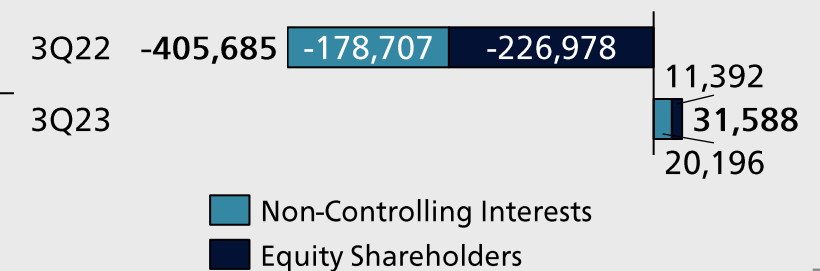 3Q22 -405,685 -178,707 -226,978
11,392
3Q23 31,588
20,196
Non-Controlling Interests
Equity Shareholders